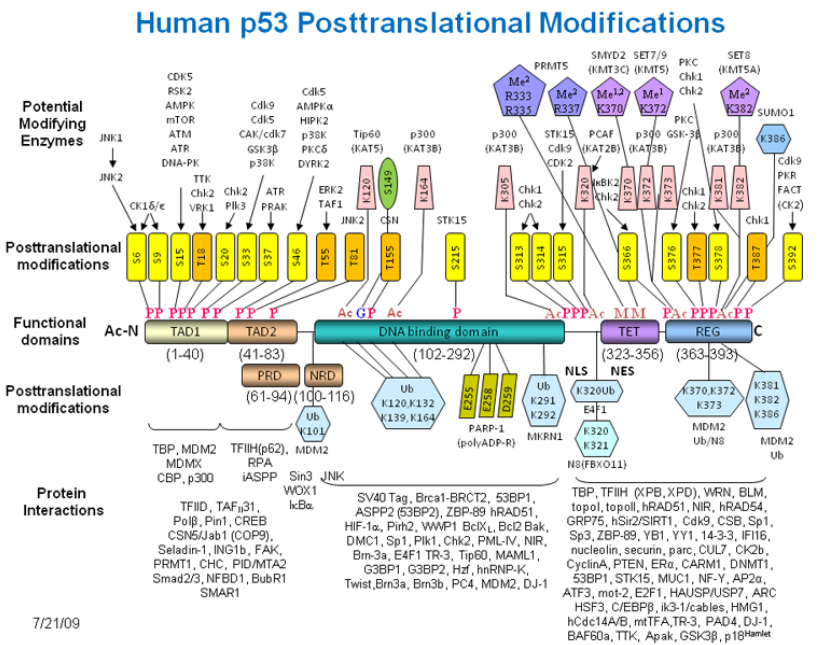 Human p53 Posttranslational Modifications
Potential
Modifying
Enzymes
JNK1
JNK2
CK1δ/ε
CDK5
RSK2
AMPK
mTOR
ATM
ATR
DNA-PK
TTK
Chk2
VRK1
Chk2
Plk3
Cdk9
Cdk5
CAK/cdk7
GSK3β
p38K
ATR
PRAK
Cdk5
AMPKα
HIPK2
p38K
PKCδ
DYRK2
ERK2
TAF1
JNK2
Tip60
(KAT5)
K120
S149
CSN
p300
(KAT3B)
K164
STK15
p300
(KAT3B)
K305
Chk1
Chk2
PRMT5
Me²
R333
R335
Me²
R337
STK15
Cdk9
CDK2
PCAF
(KAT2B)
K320
SMYD2
(KMT3C)
Me¹˒²
K370
SET7/9
(KMT5)
Me¹
K372
Chk2
K370
p300
(KAT3B)
K372
K373
PKC
Chk1
Chk2
PKC
GSK-3β
Chk1
Chk2
p300
(KAT3B)
K381
K382
SET8
(KMT5A)
Me²
K382
SUMO1
K386
Chk1
Cdk9
PKR
FACT
(CK2)
Posttranslational
modifications
S6
S9
S15
T18
S20
S33
S37
S46
T55
T81
T155
S215
S313
S314
S315
S366
S376
T377
S378
T387
S392
PP PPP PP PP P Ac GP Ac P AcPPPAc MM PAcPPPAcPP
Functional
domains
Ac-N
TAD1
TAD2
DNA binding domain
TET
REG
C
(1-40)
(41-83)
(102-292)
(323-356)
(363-393)
PRD
NRD
(61-94)
(100-116)
NLS
NES
Posttranslational
modifications
Ub
K101
MDM2
Ub
K120,K132
K139, K164
E255
E258
D259
PARP-1
(polyADP-R)
Ub
K291
K292
MKRN1
K320Ub
E4F1
K320
K321
N8(FBXO11)
K370,K372
K373
MDM2
Ub/N8
K381
K382
K386
MDM2
Ub
Protein
Interactions
TBP, MDM2
MDMX
CBP, p300
TFIID, TAFII31
Polβ, Pin1, CREB
CSN5/Jab1 (COP9)
Seladin-1, ING1b, FAK,
PRMT1, CHC, PID/MTA2
Smad2/3, NFBD1, BubR1
SMAR1
TFIIH(p62),
RPA
iASPP
Sin3 JNK
WOX1
IκBα
SV40 Tag, Brca1-BRCT2, 53BP1,
ASPP2 (53BP2), ZBP-89 hRAD51,
HIF-1α, Pirh2, WWP1 BclXL, Bcl2 Bak,
DMC1, Sp1, Plk1, Chk2, PML-IV, NIR,
Brn-3a, E4F1 TR-3, Tip60, MAML1,
G3BP1, G3BP2, Hzf, hnRNP-K,
Twist,Brn3a, Brn3b, PC4, MDM2, DJ-1
TBP, TFIIH (XPB, XPD), WRN, BLM,
topoI, topoII, hRAD51, NIR, hRAD54,
GRP75, hSir2/SIRT1, Cdk9, CSB, Sp1,
Sp3, ZBP-89, YB1, YY1, 14-3-3, IFI16
nucleolin, securin, parc, CUL7, CK2b,
CyclinA, PTEN, ERα, CARM1, DNMT1,
53BP1, STK15, MUC1, NF-Y, AP2α,
ATF3, mot-2, E2F1, HAUSP/USP7, ARC
HSF3, C/EBPβ, ik3-1/cables, HMG1,
hCdc14A/B, mtTFA,TR-3, PAD4, DJ-1,
BAF60a, TTK, Apak, GSK3β, p18Hamlet
7/21/09